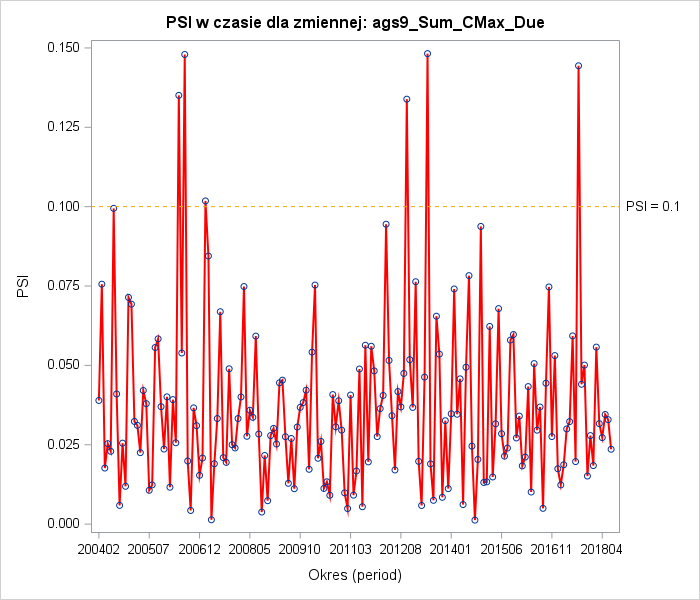 PSI w czasie dla zmiennej: ags9_Sum_CMax_Due
0.150
0.125
0.100
0.075
0.050
0.025
0.000
PSI
PSI = 0.1
200402 200507 200612 200805 200910 201103 201208 201401 201506 201611 201804
Okres (period)